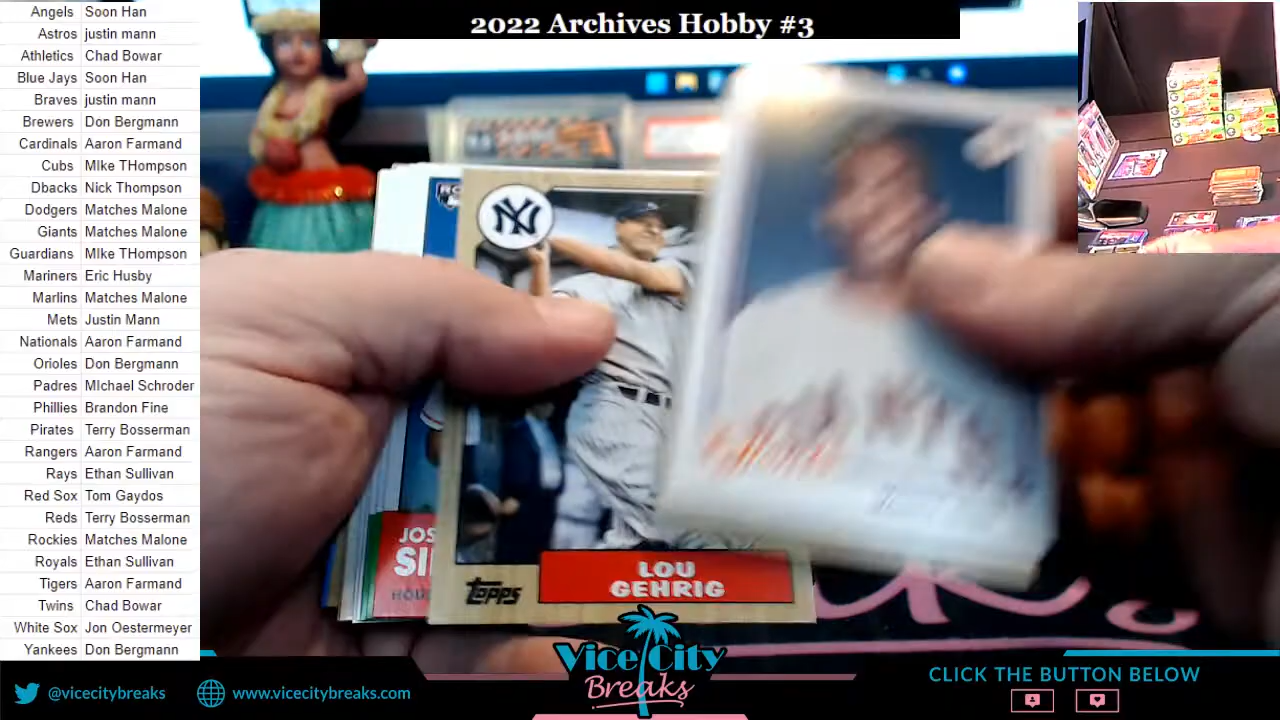 2022 Archives Hobby #3
Angels Soon Han
Astros justin mann
Athletics Chad Bowar
Blue Jays Soon Han
Braves justin mann
Brewers Don Bergmann
Cardinals Aaron Farmand
Cubs MIke THompson
Dbacks Nick Thompson
Dodgers Matches Malone
Giants Matches Malone
Guardians MIke THompson
Mariners Eric Husby
Marlins Matches Malone
Mets Justin Mann
Nationals Aaron Farmand
Orioles Don Bergmann
Padres MIchael Schroder
Phillies Brandon Fine
Pirates Terry Bosserman
Rangers Aaron Farmand
Rays Ethan Sullivan
Red Sox Tom Gaydos
Reds Terry Bosserman
Rockies Matches Malone
Royals Ethan Sullivan
Tigers Aaron Farmand
Twins Chad Bowar
White Sox Jon Oestermeyer
Yankees Don Bergmann
NY
JOS
SI
HOU
LOU
GEHRIG
Topps
Vice City
Breaks
@vicecitybreaks
www.vicecitybreaks.com
CLICK THE BUTTON BELOW